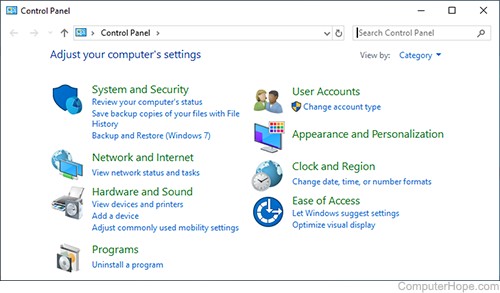 Control Panel
Control Panel
Search Control Panel
Adjust your computer's settings
View by: Category
System and Security
Review your computer's status
Save backup copies of your files with File
History
Backup and Restore (Windows 7)
Network and Internet
View network status and tasks
Hardware and Sound
View devices and printers
Add a device
Adjust commonly used mobility settings
Programs
Uninstall a program
User Accounts
Change account type
Appearance and Personalization
Clock and Region
Change date, time, or number formats
Ease of Access
Let Windows suggest settings
Optimize visual display
ComputerHope.com